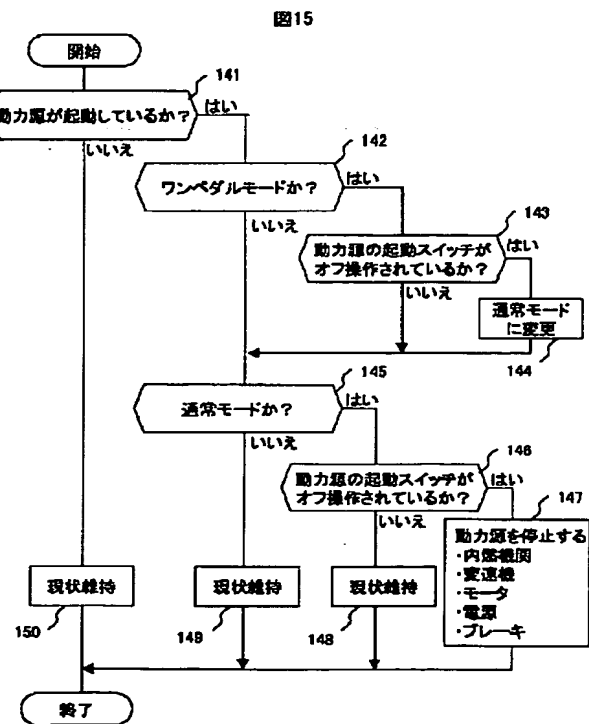 図15
開始
141
動力源が起動しているか?
はい
いいえ
142
ワンペダルモードか?
はい
いいえ
143
動力源の起動スイッチが
オフ操作されているか?
はい
いいえ
通常モード
に変更
144
145
通常モードか?
はい
いいえ
146
動力源の起動スイッチが
オフ操作されているか?
はい
いいえ
147
動力源を停止する
・内燃機関
・変速機
・モータ
・電源
・ブレーキ
現状維持
150
現状維持
149
現状維持
148
終了